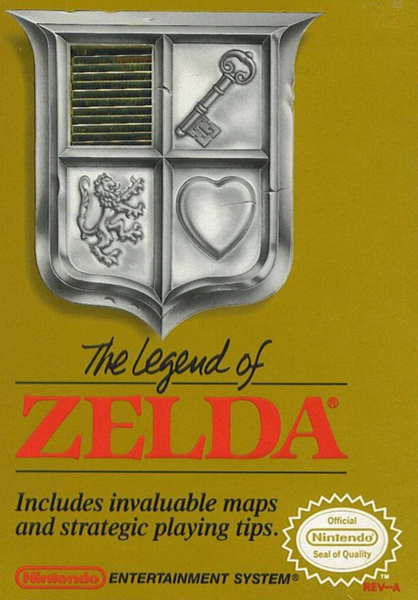 The Legend of
ZELDA®
Includes invaluable maps
and strategic playing tips.
Official
Nintendo®
Seal of Quality
TM
REV-A
Nintendo® ENTERTAINMENT SYSTEM®